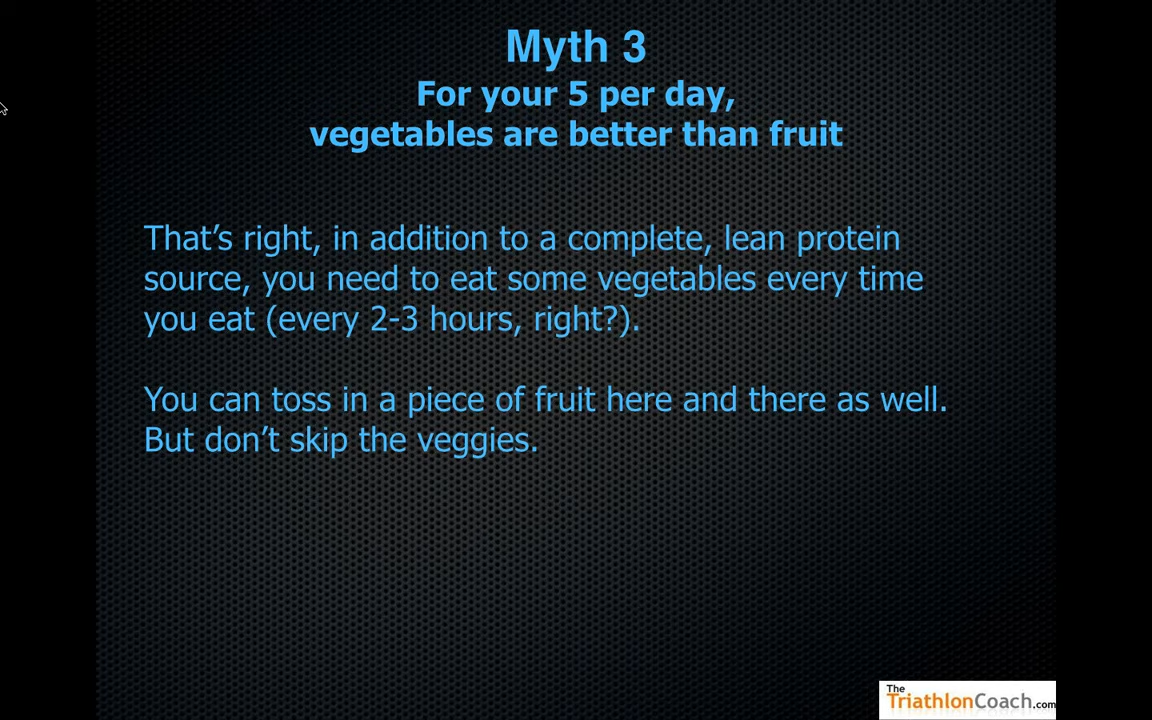 Myth 3
For your 5 per day,
vegetables are better than fruit
That’s right, in addition to a complete, lean protein
source, you need to eat some vegetables every time
you eat (every 2-3 hours, right?).
You can toss in a piece of fruit here and there as well.
But don’t skip the veggies.
The
TriathlonCoach.com